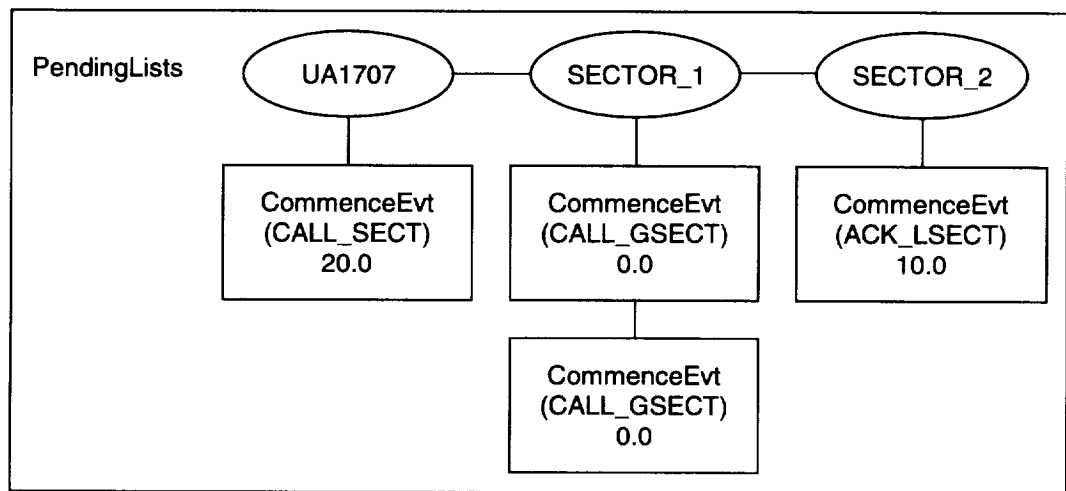 PendingLists
UA1707
SECTOR_1
SECTOR_2
CommenceEvt
(CALL_SECT)
20.0
CommenceEvt
(CALL_GSECT)
0.0
CommenceEvt
(ACK_LSECT)
10.0
CommenceEvt
(CALL_GSECT)
0.0